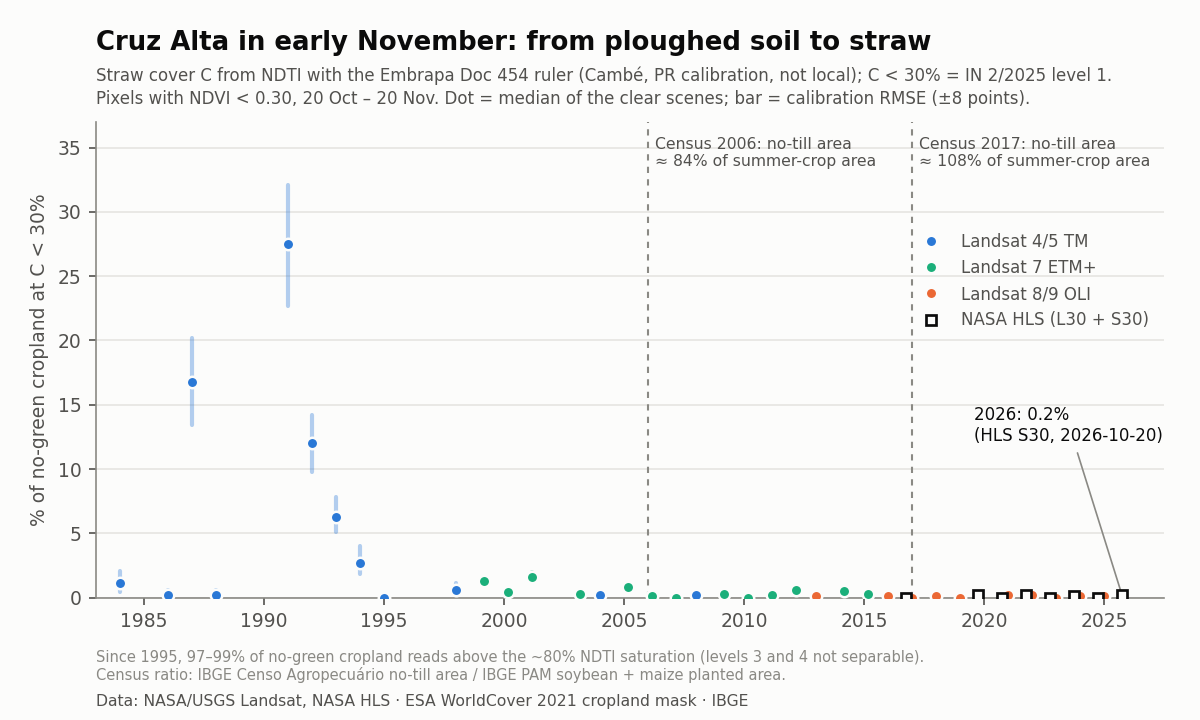 Cruz Alta in early November: from ploughed soil to straw
Straw cover C from NDTI with the Embrapa Doc 454 ruler (Cambé, PR calibration, not local); C < 30% = IN 2/2025 level 1.
Pixels with NDVI < 0.30, 20 Oct – 20 Nov. Dot = median of the clear scenes; bar = calibration RMSE (±8 points).
% of no-green cropland at C < 30%
35
30
25
20
15
10
5
0
Census 2006: no-till area
≈ 84% of summer-crop area
Census 2017: no-till area
≈ 108% of summer-crop area
Landsat 4/5 TM
Landsat 7 ETM+
Landsat 8/9 OLI
NASA HLS (L30 + S30)
2026: 0.2%
(HLS S30, 2026-10-20)
1985
1990
1995
2000
2005
2010
2015
2020
2025
Since 1995, 97–99% of no-green cropland reads above the ~80% NDTI saturation (levels 3 and 4 not separable).
Census ratio: IBGE Censo Agropecuário no-till area / IBGE PAM soybean + maize planted area.
Data: NASA/USGS Landsat, NASA HLS · ESA WorldCover 2021 cropland mask · IBGE